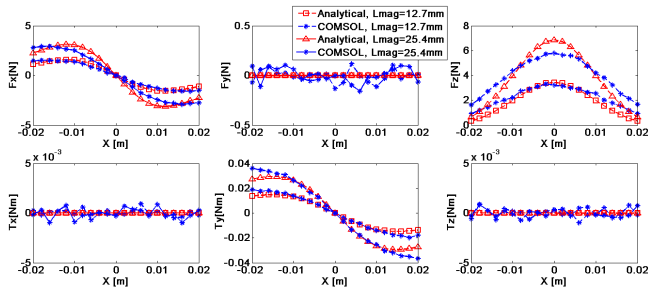 Analytical, Lmag=12.7mm
COMSOL, Lmag=12.7mm
Analytical, Lmag=25.4mm
COMSOL, Lmag=25.4mm
5
0
-5
Fx[N]
-0.02 -0.01 0 0.01 0.02
X [m]
0.5
0
-0.5
Fy[N]
-0.02 -0.01 0 0.01 0.02
X [m]
8
6
4
2
0
Fz[N]
-0.02 -0.01 0 0.01 0.02
X [m]
5 x 10-3
0
-5
Tx[Nm]
-0.02 -0.01 0 0.01 0.02
X [m]
0.04
0.02
0
-0.02
-0.04
Ty[Nm]
-0.02 -0.01 0 0.01 0.02
X [m]
5 x 10-3
0
-5
Tz[Nm]
-0.02 -0.01 0 0.01 0.02
X [m]